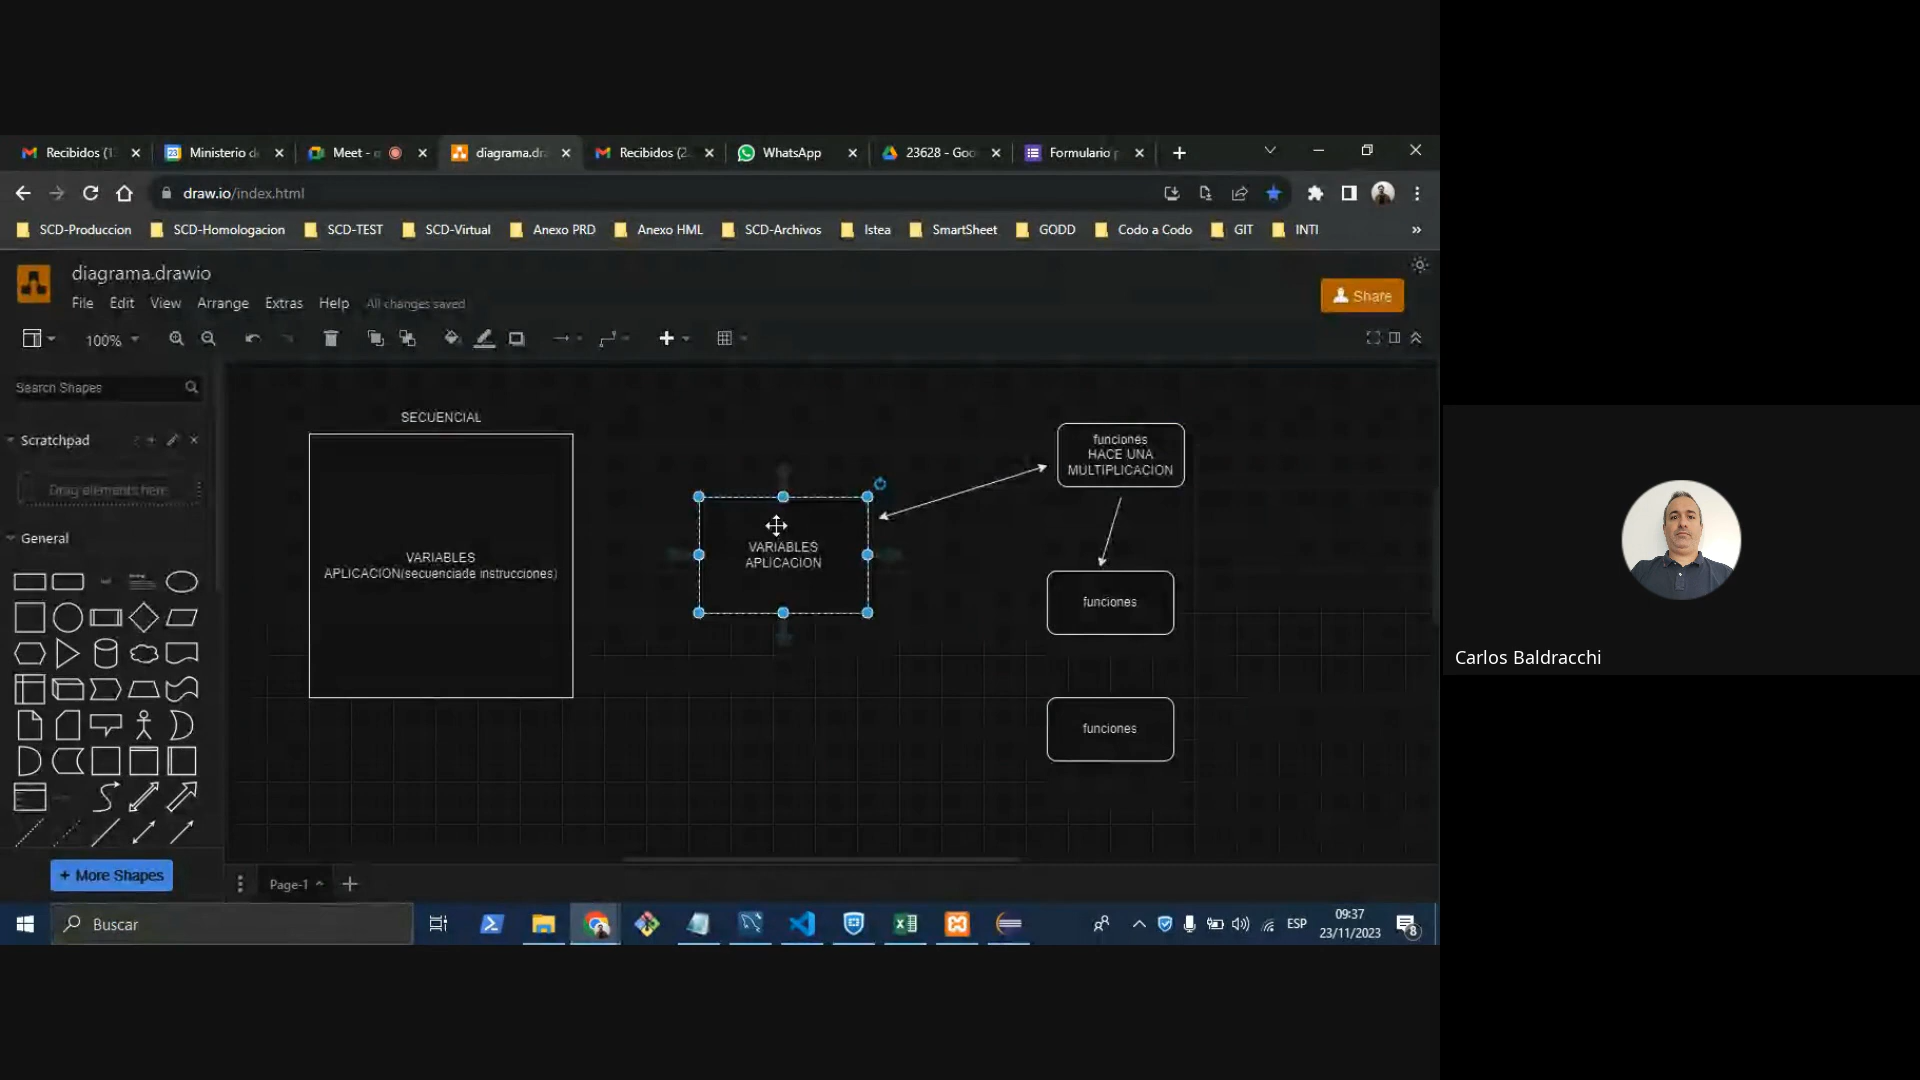 Recibidos (1
Ministerio d
Meet -
diagrama.dra
Recibidos (2
WhatsApp
23628 - Goo
Formulario p
draw.io/index.html
SCD-Produccion
SCD-Homologacion
SCD-TEST
SCD-Virtual
Anexo PRD
Anexo HML
SCD-Archivos
Istea
SmartSheet
GODD
Codo a Codo
GIT
INTI
»
diagrama.drawio
File
Edit
View
Arrange
Extras
Help
All changes saved
Share
100%
Search Shapes
Scratchpad
Drag elements here
General
SECUENCIAL
VARIABLES
APLICACION(secuenciade instrucciones)
VARIABLES
APLICACION
funciones
HACE UNA
MULTIPLICACION
funciones
funciones
Carlos Baldracchi
+ More Shapes
Page-1
Buscar
ESP
09:37
23/11/2023
8